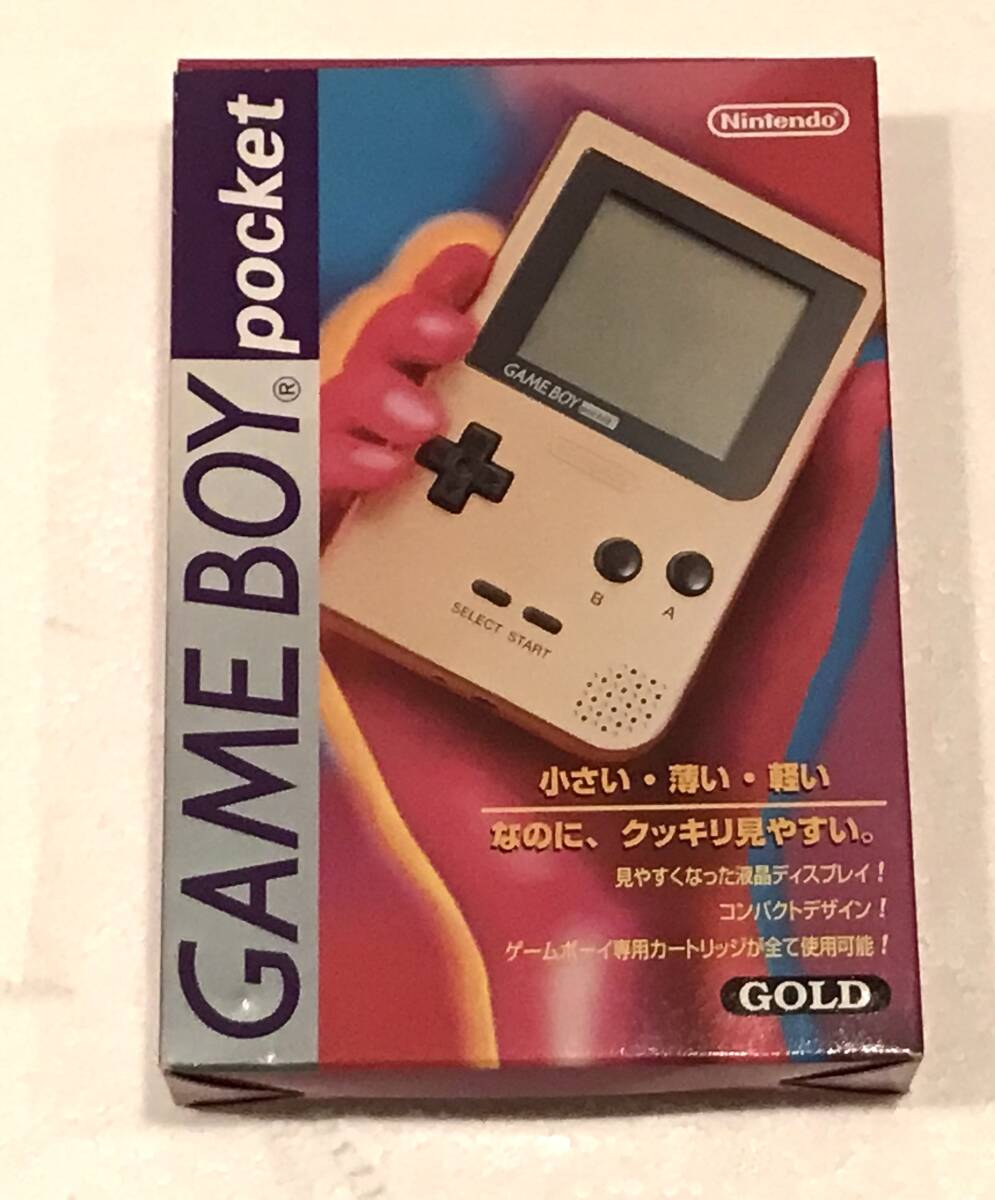 GAME BOY® pocket
Nintendo®
GAME BOY
B
A
SELECT START
小さい・薄い・軽い
なのに、クッキリ見やすい。
見やすくなった液晶ディスプレイ！
コンパクトデザイン！
ゲームボーイ専用カートリッジが全て使用可能！
GOLD